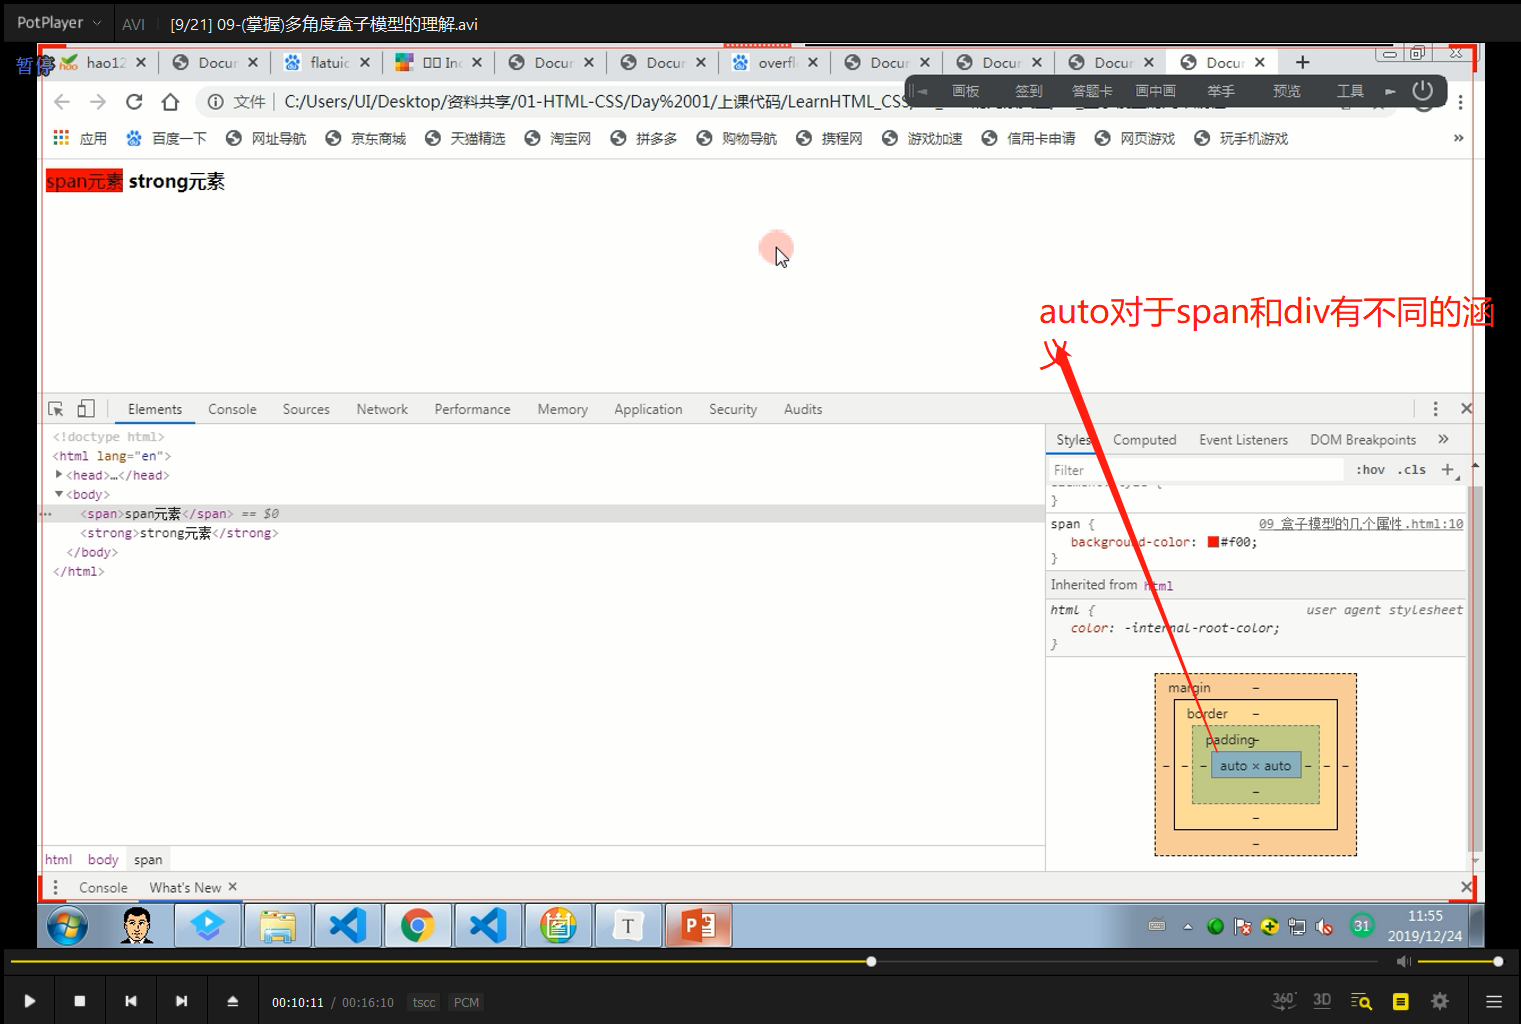 PotPlayer AVI [9/21] 09-(掌握)多角度盒子模型的理解.avi
暂停
hao12 Docur flatuic Inc Docur Docur overfl Docur Docur Docur Docur
画板 签到 答题卡 画中画 举手 预览 工具
文件 C:/Users/UI/Desktop/资料共享/01-HTML-CSS/Day%2001/上课代码/LearnHTML_CSS/
应用 百度一下 网址导航 京东商城 天猫精选 淘宝网 拼多多 购物导航 携程网 游戏加速 信用卡申请 网页游戏 玩手机游戏 »
span元素 strong元素
auto对于span和div有不同的涵
义
Elements Console Sources Network Performance Memory Application Security Audits
<!doctype html>
<html lang="en">
<head>…</head>
<body>
<span>span元素</span> == $0
<strong>strong元素</strong>
</body>
</html>
Styles Computed Event Listeners DOM Breakpoints »
Filter :hov .cls +
}
span { 09_盒子模型的几个属性.html:10
background-color: #f00;
}
Inherited from html
html { user agent stylesheet
color: -internal-root-color;
}
margin –
border –
padding –
– – – auto × auto – – –
–
–
–
html body span
Console What's New
T
P
31
11:55
2019/12/24
00:10:11 / 00:16:10 tscc PCM
360° 3D